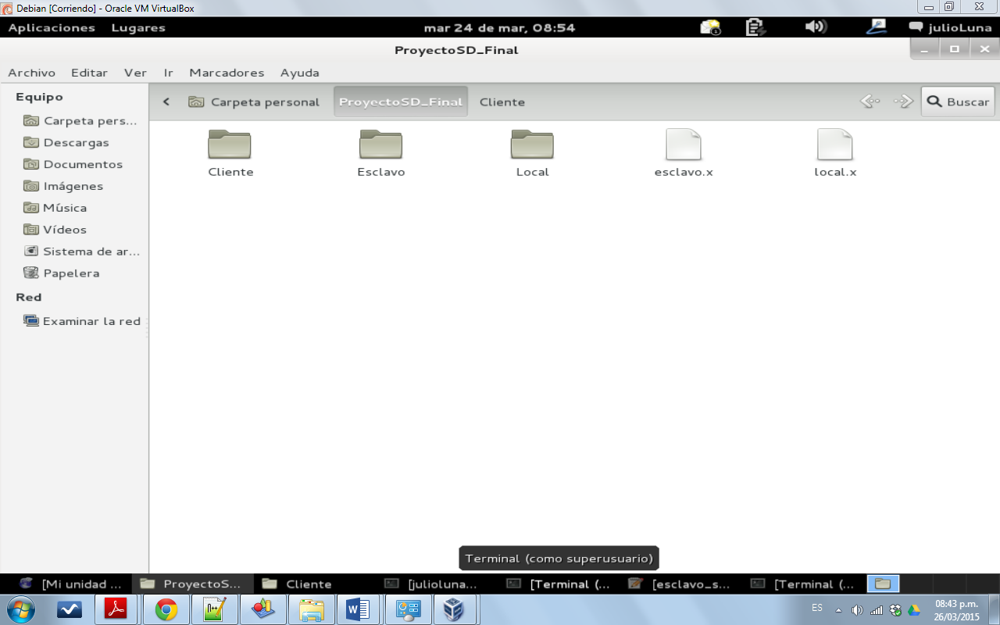 Debian [Corriendo] - Oracle VM VirtualBox
Aplicaciones Lugares mar 24 de mar, 08:54 julioLuna
ProyectoSD_Final
Archivo Editar Ver Ir Marcadores Ayuda
Equipo
Carpeta pers...
Descargas
Documentos
Imágenes
Música
Vídeos
Sistema de ar...
Papelera
Red
Examinar la red
Carpeta personal ProyectoSD_Final Cliente Buscar
Cliente Esclavo Local esclavo.x local.x
Terminal (como superusuario)
[Mi unidad ... ProyectoS... Cliente [julioluna... [Terminal (... [esclavo_s... [Terminal (...
ES 08:43 p.m.
26/03/2015